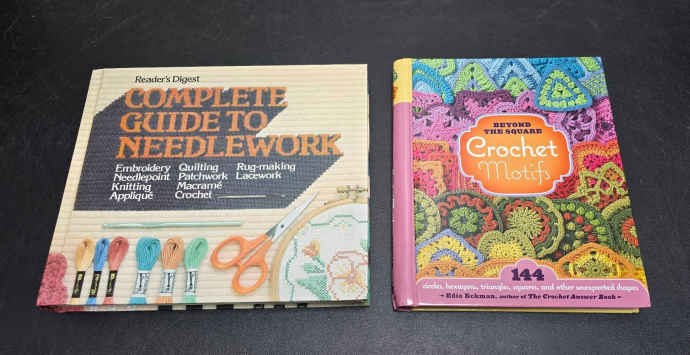 Reader's Digest
COMPLETE
GUIDE TO
NEEDLEWORK
Embroidery Quilting Rug-making
Needlepoint Patchwork Lacework
Knitting Macramé
Appliqué Crochet
BEYOND
THE SQUARE
Crochet
Motifs
144
circles, hexagons, triangles, squares, and other unexpected shapes
Edie Eckman, author of The Crochet Answer Book